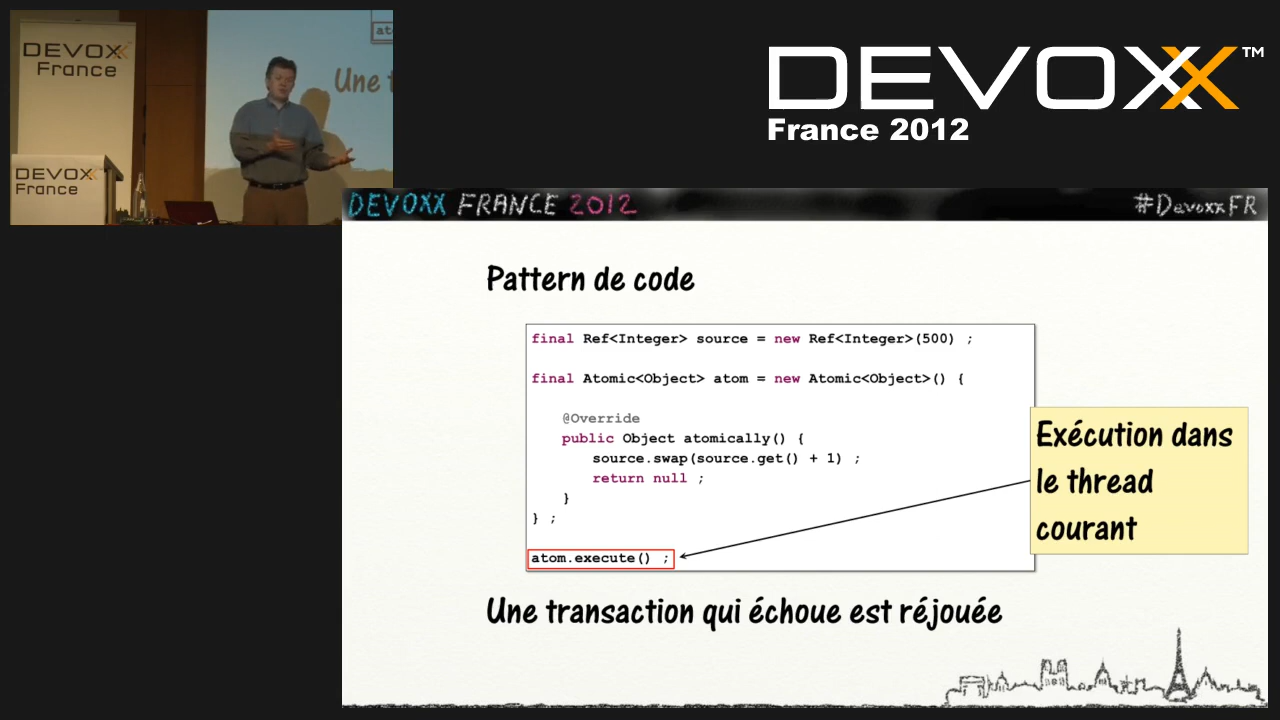 DEVOXX
France
DEVOXX
France
at
Une t
DEVOXX™
France 2012
DEVOXX FRANCE 2012
#DevoxxFR
Pattern de code
final Ref<Integer> source = new Ref<Integer>(500) ;
final Atomic<Object> atom = new Atomic<Object>() {
@Override
public Object atomically() {
source.swap(source.get() + 1) ;
return null ;
}
} ;
atom.execute() ;
Exécution dans
le thread
courant
Une transaction qui échoue est réjouée